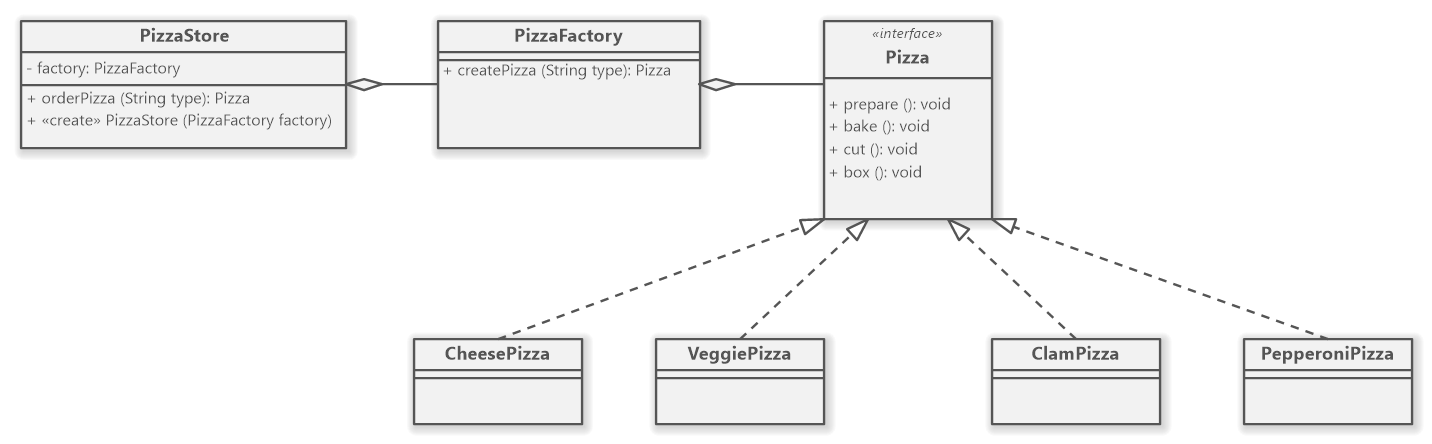 PizzaStore
- factory: PizzaFactory
+ orderPizza (String type): Pizza
+ «create» PizzaStore (PizzaFactory factory)
PizzaFactory
+ createPizza (String type): Pizza
«interface»
Pizza
+ prepare (): void
+ bake (): void
+ cut (): void
+ box (): void
CheesePizza
VeggiePizza
ClamPizza
PepperoniPizza